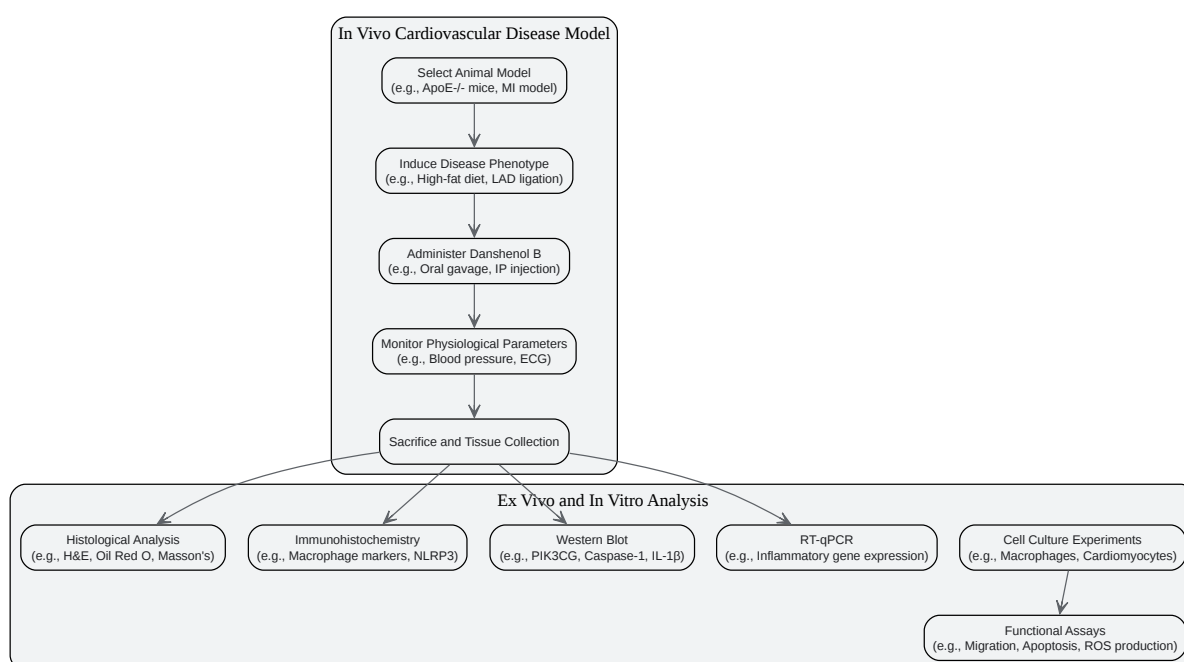 In Vivo Cardiovascular Disease Model
Select Animal Model
(e.g., ApoE-/- mice, MI model)
Induce Disease Phenotype
(e.g., High-fat diet, LAD ligation)
Administer Danshenol B
(e.g., Oral gavage, IP injection)
Monitor Physiological Parameters
(e.g., Blood pressure, ECG)
Sacrifice and Tissue Collection
Ex Vivo and In Vitro Analysis
Histological Analysis
(e.g., H&E, Oil Red O, Masson's)
Immunohistochemistry
(e.g., Macrophage markers, NLRP3)
Western Blot
(e.g., PIK3CG, Caspase-1, IL-1β)
RT-qPCR
(e.g., Inflammatory gene expression)
Cell Culture Experiments
(e.g., Macrophages, Cardiomyocytes)
Functional Assays
(e.g., Migration, Apoptosis, ROS production)